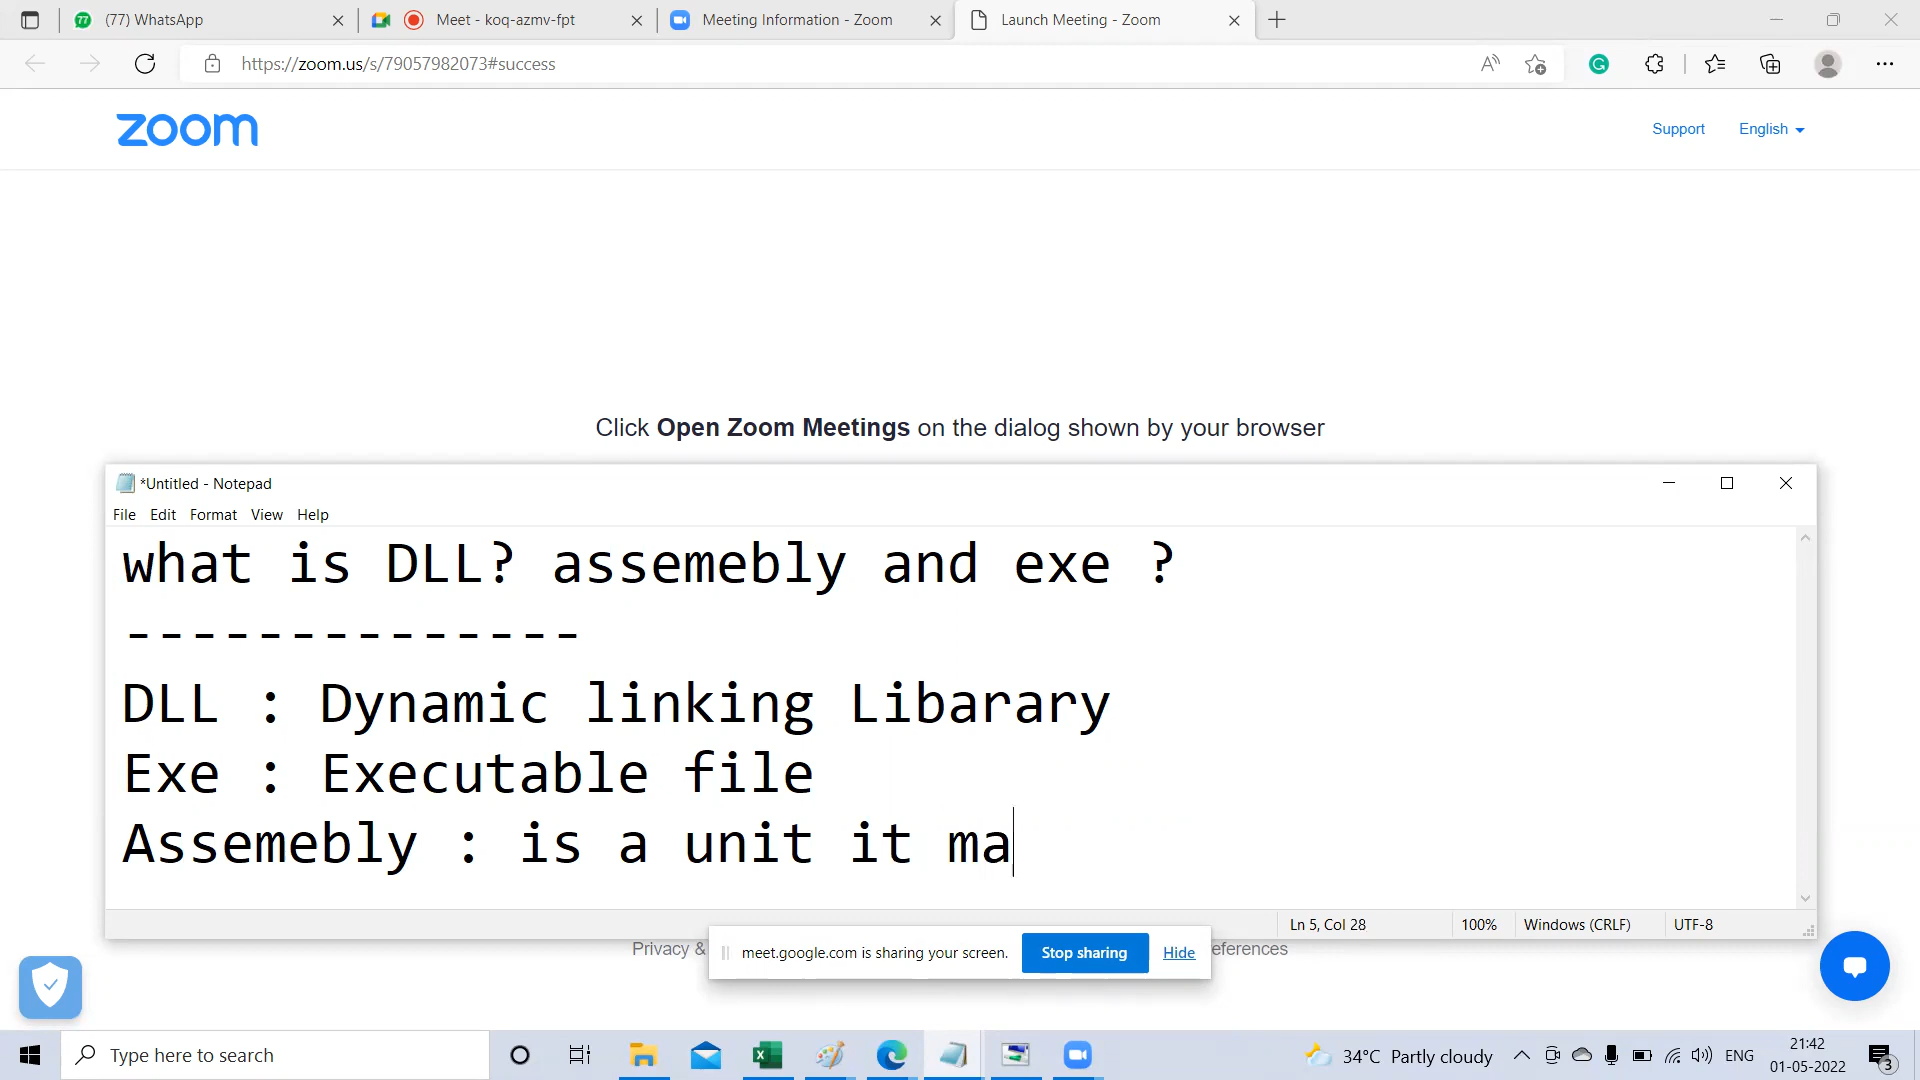 (77) WhatsApp
Meet - koq-azmv-fpt
Meeting Information - Zoom
Launch Meeting - Zoom
https://zoom.us/s/79057982073#success
zoom
Support
English
Click Open Zoom Meetings on the dialog shown by your browser
*Untitled - Notepad
File Edit Format View Help
what is DLL? assemebly and exe ?
--------------
DLL : Dynamic linking Libarary
Exe : Executable file
Assemebly : is a unit it ma
Ln 5, Col 28
100%
Windows (CRLF)
UTF-8
Privacy &
meet.google.com is sharing your screen.
Stop sharing
Hide
eferences
Type here to search
34°C Partly cloudy
ENG
21:42
01-05-2022
3